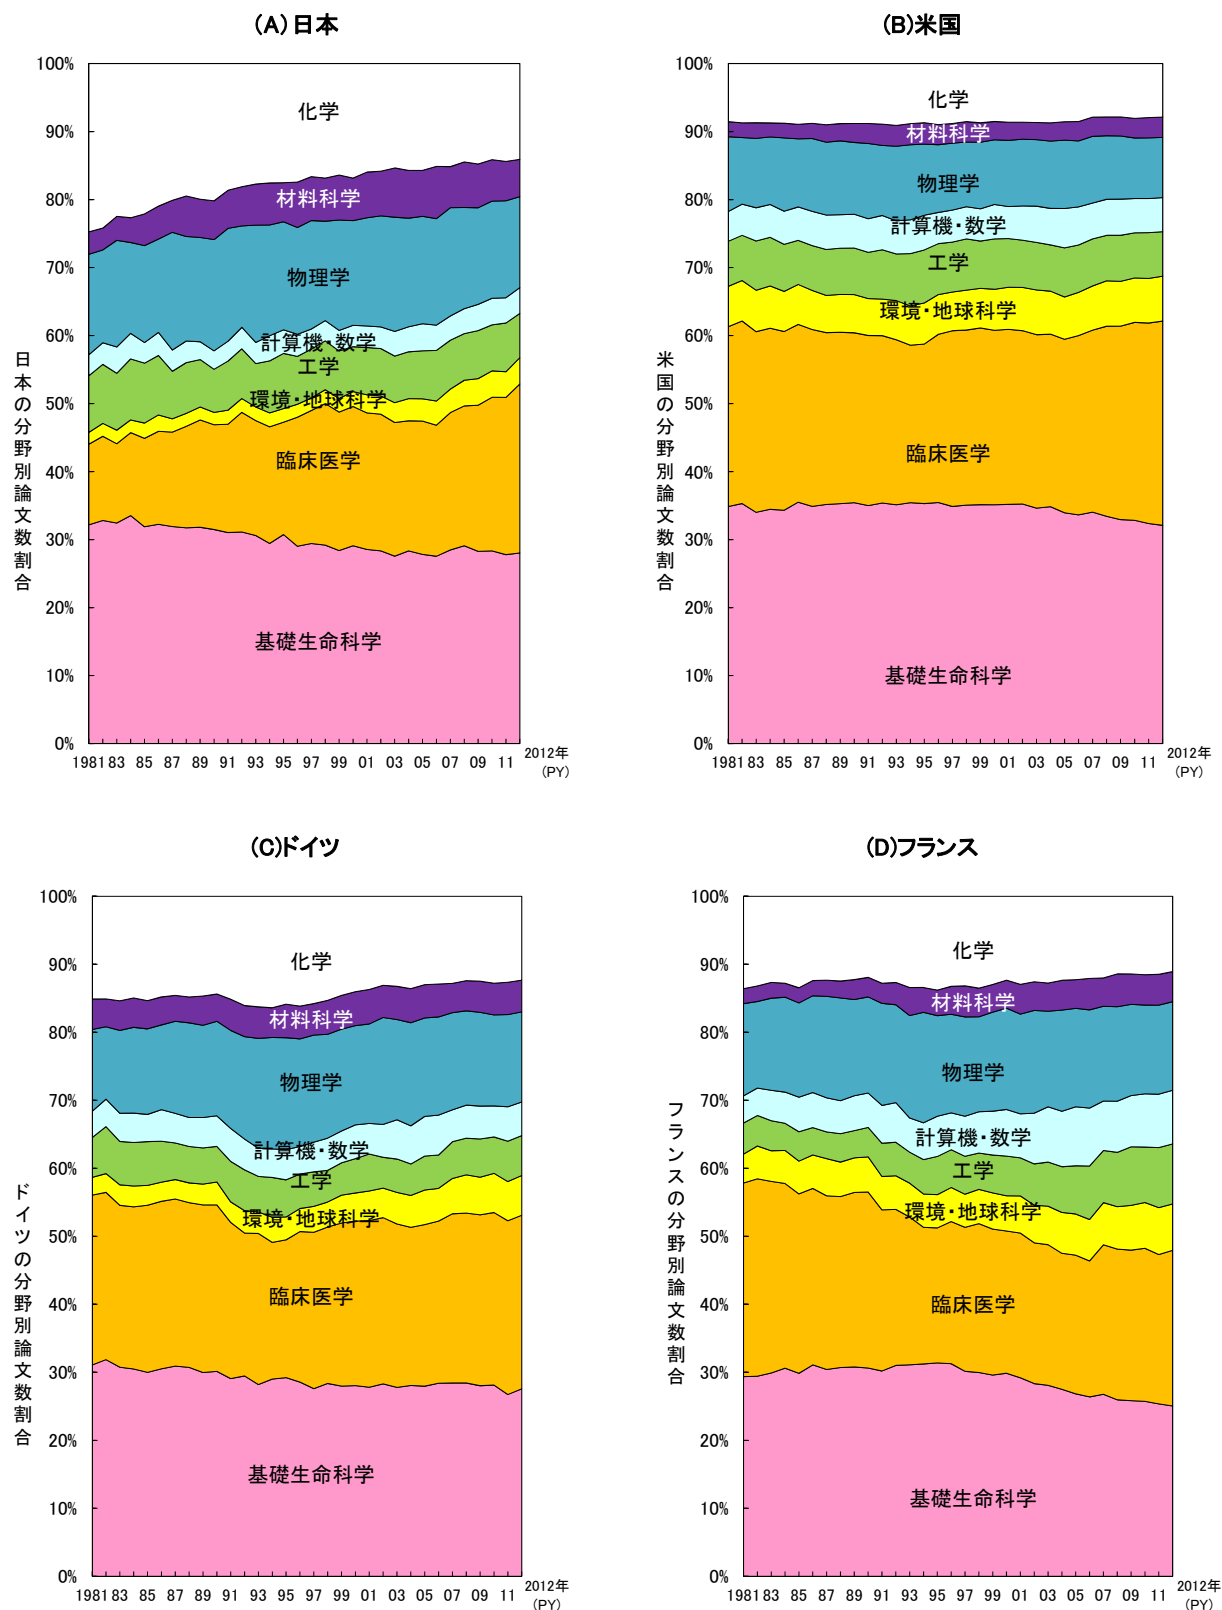 (A)日本
100%
90%
80%
70%
60%
50%
40%
30%
20%
10%
0%
日本の分野別論文数割合
化学
材料科学
物理学
計算機・数学
工学
環境・地球科学
臨床医学
基礎生命科学
1981 83 85 87 89 91 93 95 97 99 01 03 05 07 09 11 2012年
(PY)
(B)米国
100%
90%
80%
70%
60%
50%
40%
30%
20%
10%
0%
米国の分野別論文数割合
化学
材料科学
物理学
計算機・数学
工学
環境・地球科学
臨床医学
基礎生命科学
1981 83 85 87 89 91 93 95 97 99 01 03 05 07 09 11 2012年
(PY)
(C)ドイツ
100%
90%
80%
70%
60%
50%
40%
30%
20%
10%
0%
ドイツの分野別論文数割合
化学
材料科学
物理学
計算機・数学
工学
環境・地球科学
臨床医学
基礎生命科学
1981 83 85 87 89 91 93 95 97 99 01 03 05 07 09 11 2012年
(PY)
(D)フランス
100%
90%
80%
70%
60%
50%
40%
30%
20%
10%
0%
フランスの分野別論文数割合
化学
材料科学
物理学
計算機・数学
工学
環境・地球科学
臨床医学
基礎生命科学
1981 83 85 87 89 91 93 95 97 99 01 03 05 07 09 11 2012年
(PY)